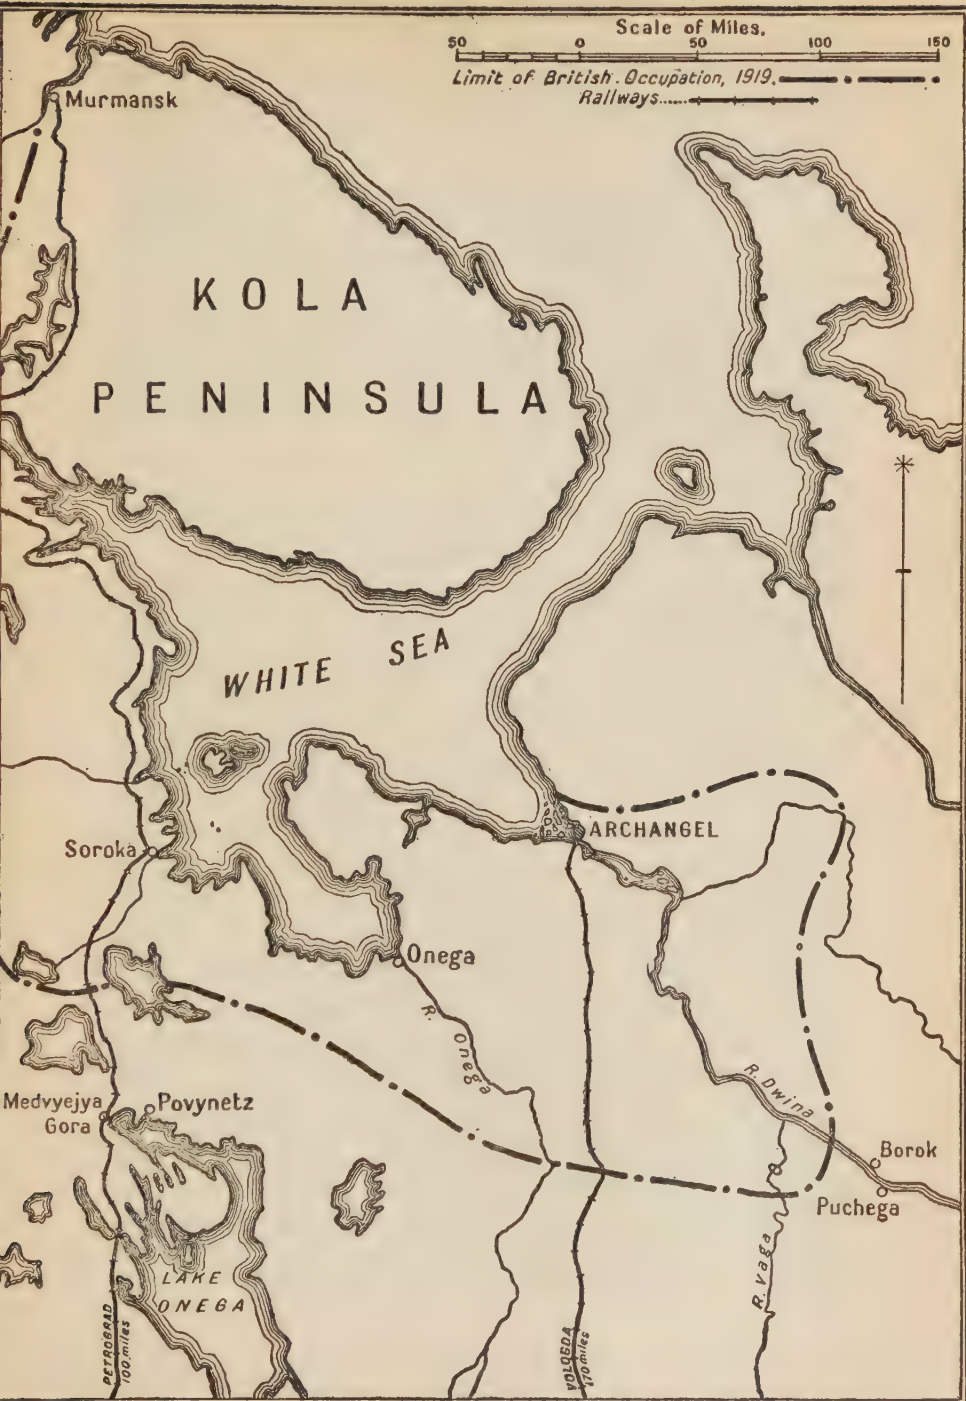 Scale of Miles.
50 0 50 100 150
Limit of British Occupation, 1919.
Railways......
Murmansk
KOLA
PENINSULA
WHITE SEA
ARCHANGEL
Soroka
Onega
R. Onega
R. Dwina
Medvyejya
Gora
Povynetz
Borok
Puchega
R. Vaga
LAKE
ONEGA
PETROGRAD
100 miles
VOLOGDA
170 miles